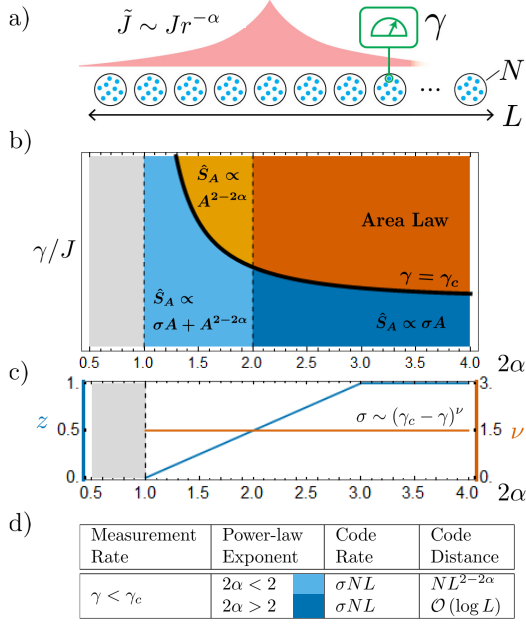 a)
J̃ ∼ Jr^{-α}
γ
N
...
L
b)
γ/J
Ŝ_A ∝
A^{2-2α}
Area Law
γ = γ_c
Ŝ_A ∝
σA + A^{2-2α}
Ŝ_A ∝ σA
0.5 1.0 1.5 2.0 2.5 3.0 3.5 4.0 2α
c)
1. 3.
σ ∼ (γ_c − γ)^ν
z 0.5 1.5 ν
0. 0.
0.5 1.0 1.5 2.0 2.5 3.0 3.5 4.0 2α
d)
Measurement Power-law Code Code
Rate Exponent Rate Distance
γ < γ_c 2α < 2 σNL NL^{2-2α}
2α > 2 σNL 𝒪(log L)